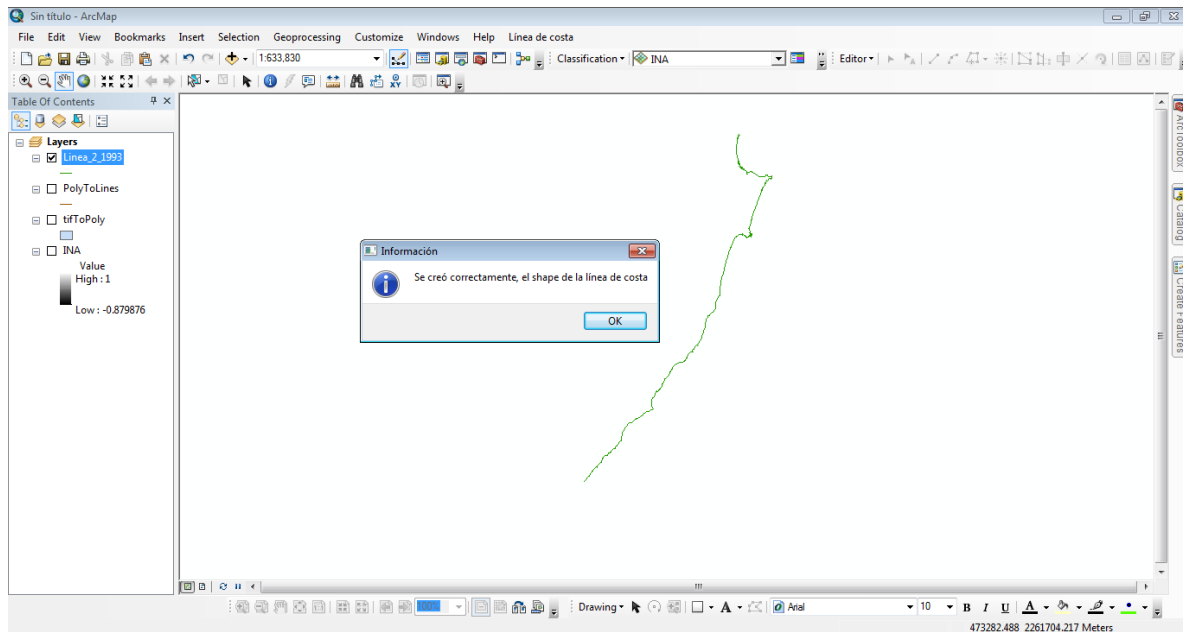 Sin título - ArcMap
File Edit View Bookmarks Insert Selection Geoprocessing Customize Windows Help Línea de costa
1:633,830
Classification INA
Editor
Table Of Contents
Layers
Linea_2_1993
PolyToLines
tifToPoly
INA
Value
High : 1
Low : -0.879876
Información
Se creó correctamente, el shape de la línea de costa
OK
ArcToolbox
Catalog
Create Features
100%
Drawing
A
Arial
10
B I U A
473282.488 2261704.217 Meters